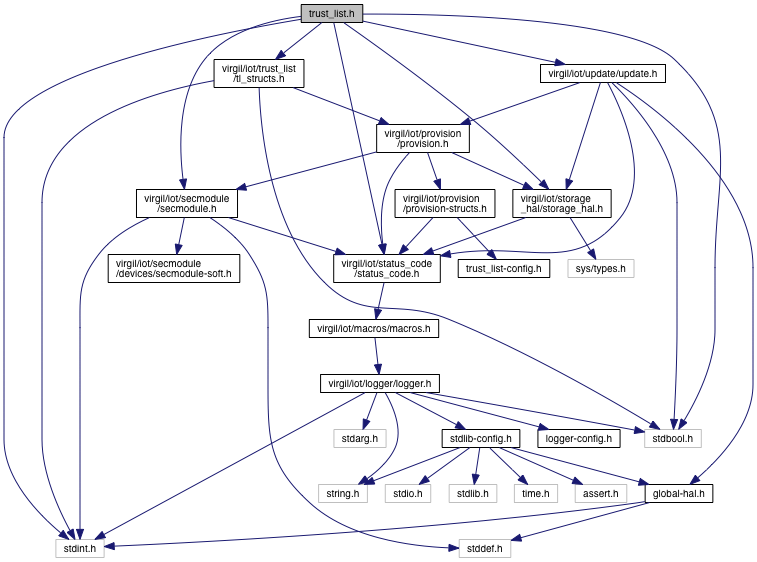 trust_list.h
virgil/iot/trust_list
/tl_structs.h
virgil/iot/update/update.h
virgil/iot/provision
/provision.h
virgil/iot/secmodule
/secmodule.h
virgil/iot/provision
/provision-structs.h
virgil/iot/storage
_hal/storage_hal.h
virgil/iot/secmodule
/devices/secmodule-soft.h
virgil/iot/status_code
/status_code.h
trust_list-config.h
sys/types.h
virgil/iot/macros/macros.h
virgil/iot/logger/logger.h
stdarg.h
stdlib-config.h
logger-config.h
stdbool.h
string.h
stdio.h
stdlib.h
time.h
assert.h
global-hal.h
stdint.h
stddef.h